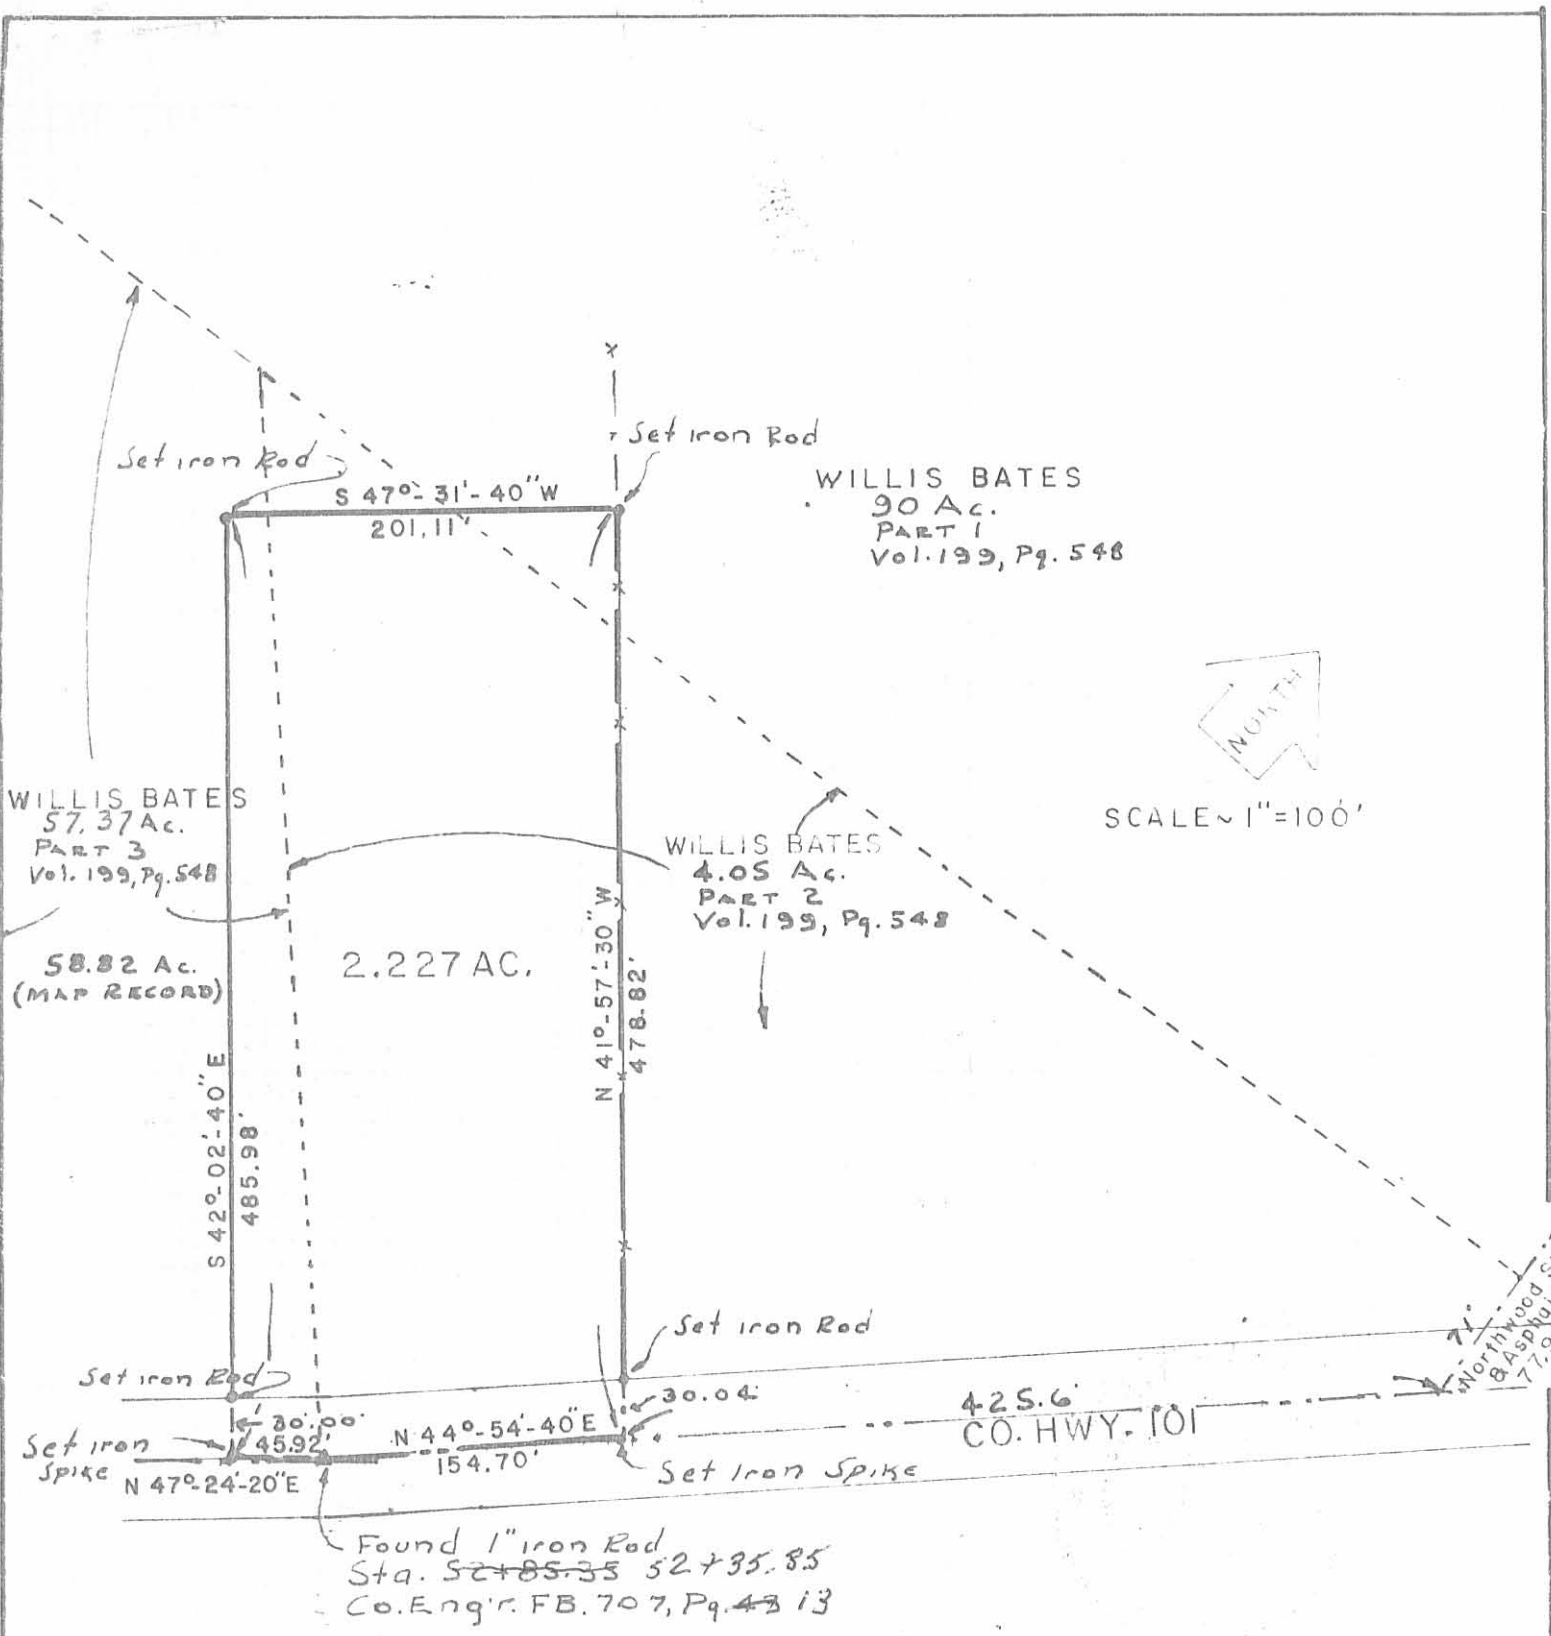 Set iron Rod
Set iron Rod
S 47°-31'-40"W
201.11'
WILLIS BATES
90 Ac.
PART 1
Vol.199, Pg. 548
NORTH
SCALE~ 1"=100'
WILLIS BATES
57.37 Ac.
PART 3
Vol. 199, Pg. 548
58.82 Ac.
(MAP RECORD)
WILLIS BATES
4.05 Ac.
PART 2
Vol.199, Pg. 548
2.227 AC.
N 41°-57'-30"W
478.82'
S 42°-02'-40"E
485.98'
Set iron Rod
Set iron Rod
30.00'
45.92'
30.04'
N 44°-54'-40"E
154.70'
425.6'
CO. HWY. 101
71'
Northwood
& Asphal
77.9
Set iron
Spike
N 47°-24'-20"E
Set Iron Spike
Found 1" iron Rod
Sta. 52+85.35 52+35.85
Co. Eng'r. FB. 707, Pg. 43 13